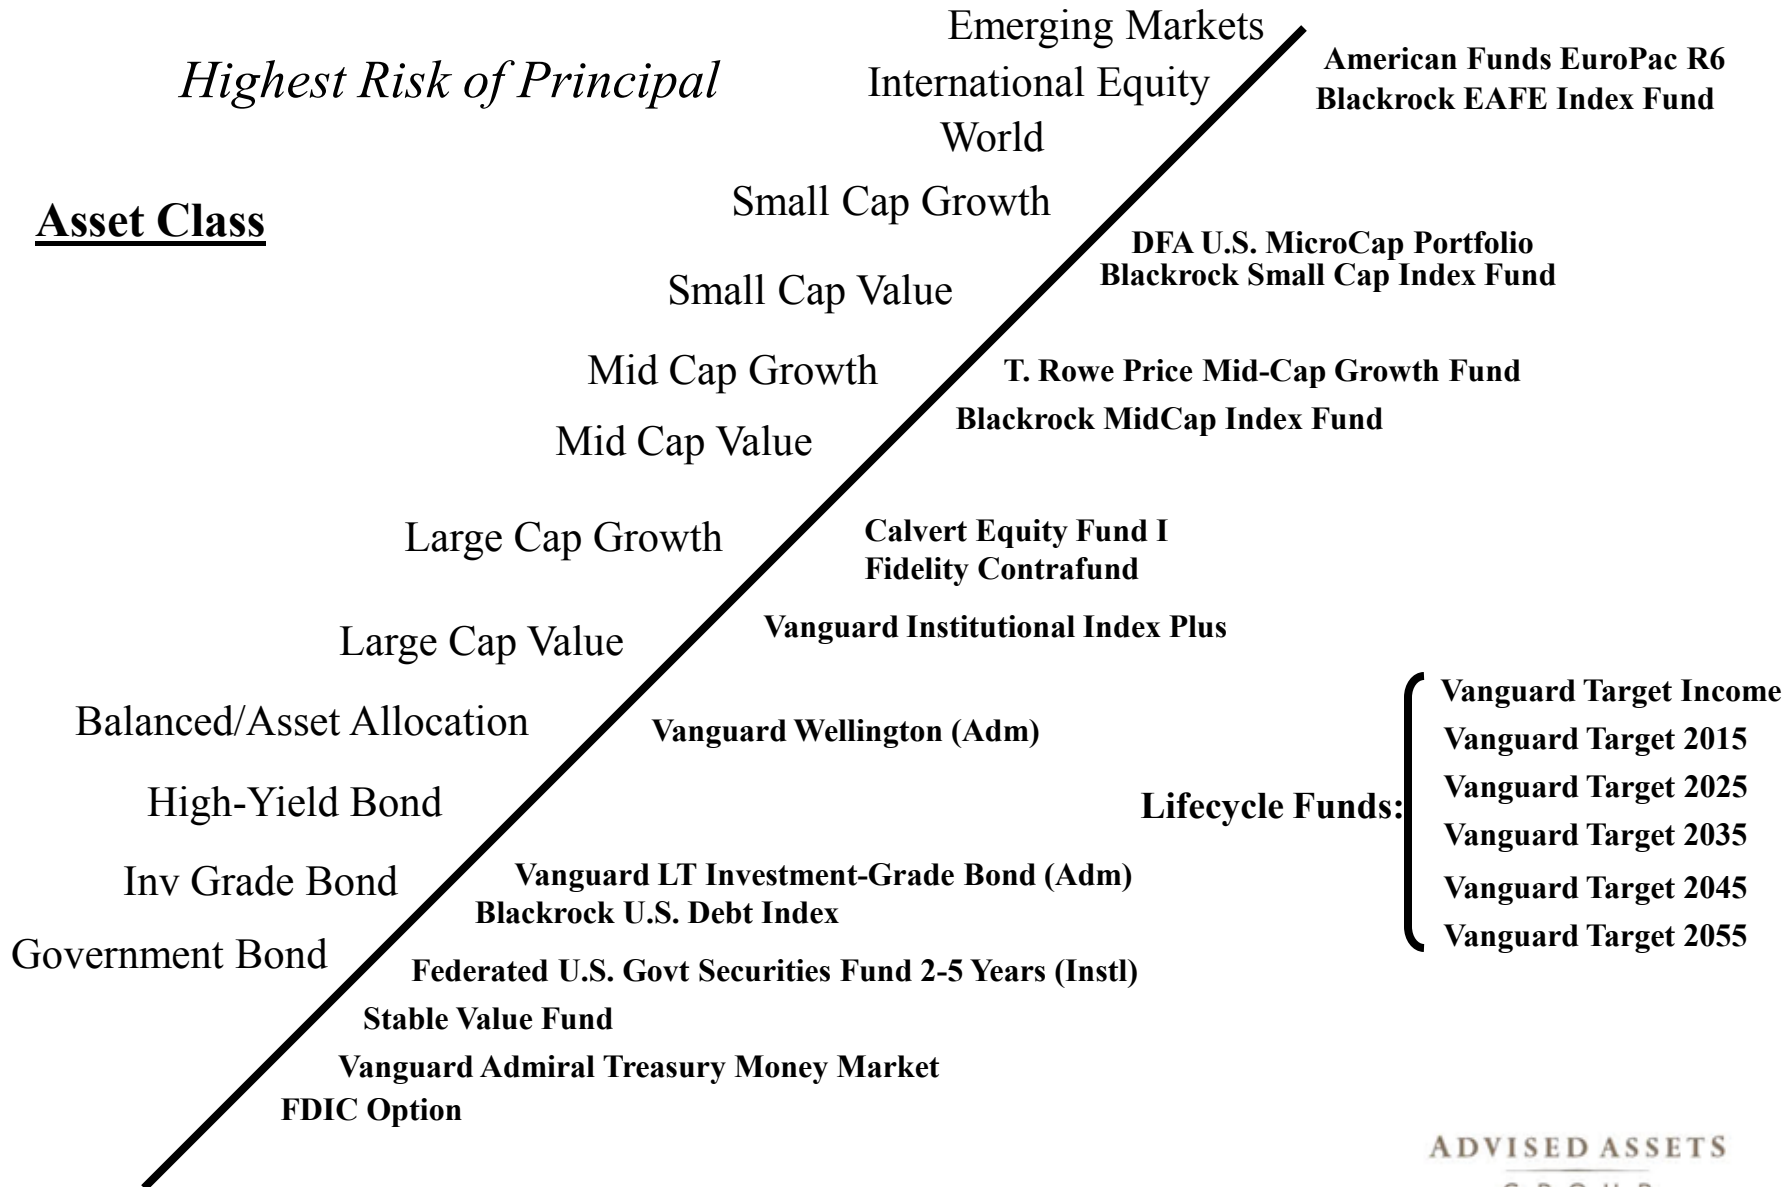 Emerging Markets
Highest Risk of Principal
International Equity
American Funds EuroPac R6
Blackrock EAFE Index Fund
World
Small Cap Growth
Asset Class
DFA U.S. MicroCap Portfolio
Blackrock Small Cap Index Fund
Small Cap Value
Mid Cap Growth
T. Rowe Price Mid-Cap Growth Fund
Blackrock MidCap Index Fund
Mid Cap Value
Large Cap Growth
Calvert Equity Fund I
Fidelity Contrafund
Large Cap Value
Vanguard Institutional Index Plus
Balanced/Asset Allocation
Vanguard Wellington (Adm)
High-Yield Bond
Lifecycle Funds:
Vanguard Target Income
Vanguard Target 2015
Vanguard Target 2025
Vanguard Target 2035
Vanguard Target 2045
Vanguard Target 2055
Inv Grade Bond
Vanguard LT Investment-Grade Bond (Adm)
Blackrock U.S. Debt Index
Government Bond
Federated U.S. Govt Securities Fund 2-5 Years (Instl)
Stable Value Fund
Vanguard Admiral Treasury Money Market
FDIC Option
ADVISED ASSETS